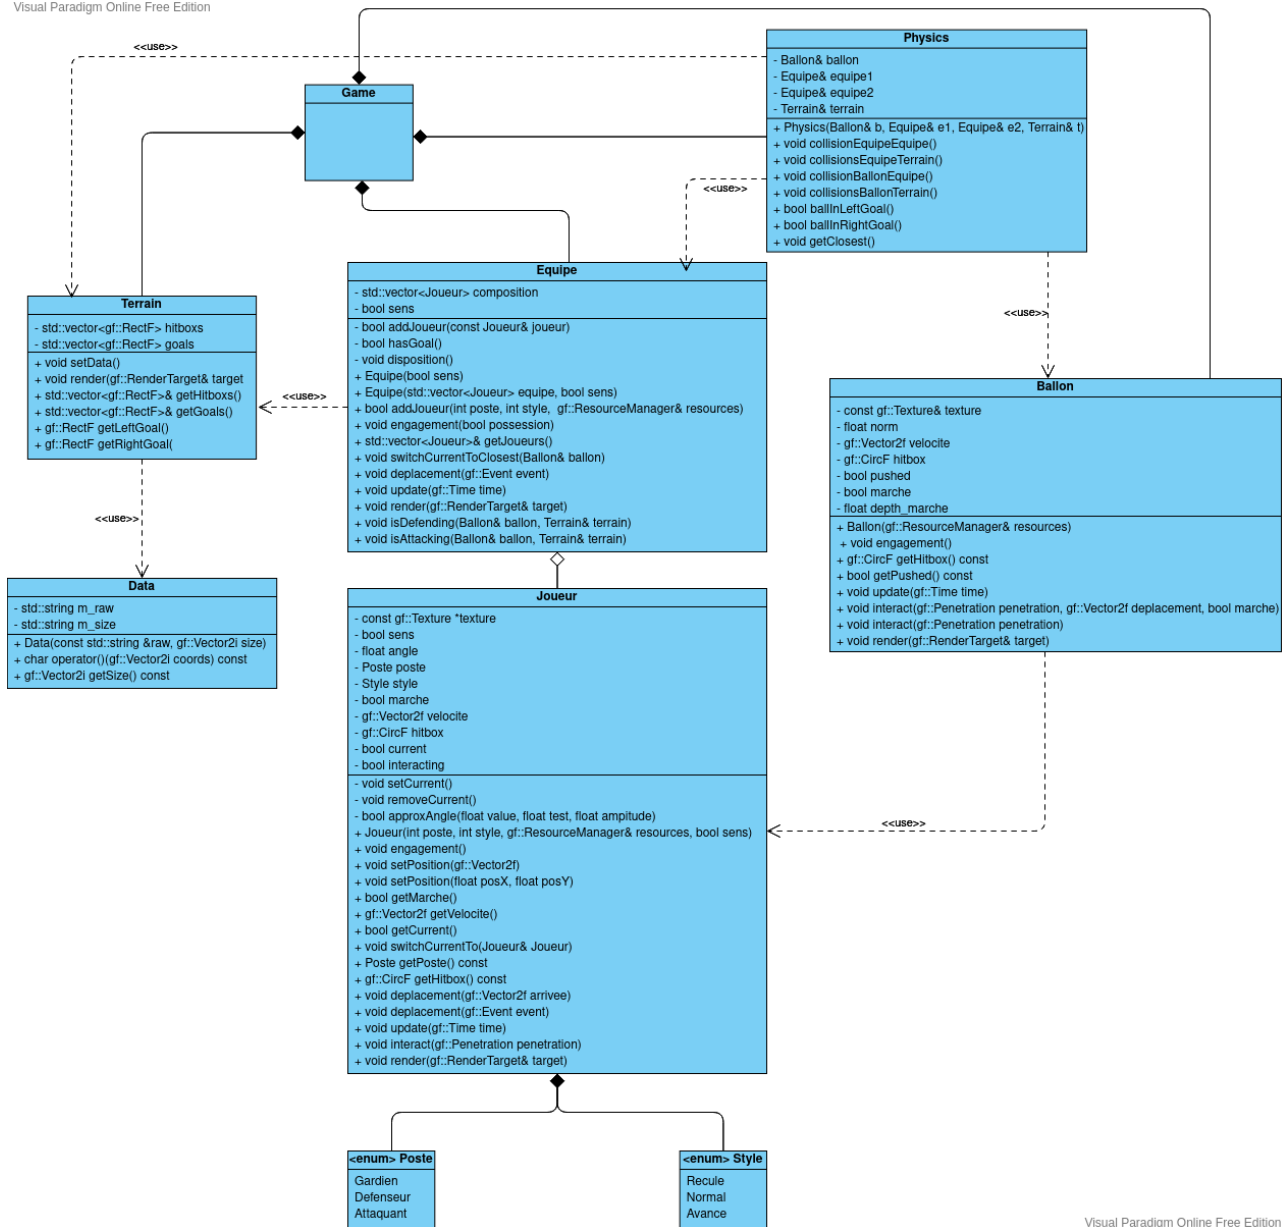 Visual Paradigm Online Free Edition
<<use>>
Physics
- Ballon& ballon
- Equipe& equipe1
- Equipe& equipe2
- Terrain& terrain
+ Physics(Ballon& b, Equipe& e1, Equipe& e2, Terrain& t)
+ void collisionEquipeEquipe()
+ void collisionsEquipeTerrain()
+ void collisionBallonEquipe()
+ void collisionsBallonTerrain()
+ bool ballInLeftGoal()
+ bool ballInRightGoal()
+ void getClosest()
Game
<<use>>
<<use>>
Equipe
- std::vector<Joueur> composition
- bool sens
- bool addJoueur(const Joueur& joueur)
- bool hasGoal()
- void disposition()
+ Equipe(bool sens)
+ Equipe(std::vector<Joueur> equipe, bool sens)
+ bool addJoueur(int poste, int style,  gf::ResourceManager& resources)
+ void engagement(bool possession)
+ std::vector<Joueur>& getJoueurs()
+ void switchCurrentToClosest(Ballon& ballon)
+ void deplacement(gf::Event event)
+ void update(gf::Time time)
+ void render(gf::RenderTarget& target)
+ void isDefending(Ballon& ballon, Terrain& terrain)
+ void isAttacking(Ballon& ballon, Terrain& terrain)
Terrain
- std::vector<gf::RectF> hitboxs
- std::vector<gf::RectF> goals
+ void setData()
+ void render(gf::RenderTarget& target
+ std::vector<gf::RectF>& getHitboxs()
+ std::vector<gf::RectF>& getGoals()
+ gf::RectF getLeftGoal()
+ gf::RectF getRightGoal(
<<use>>
<<use>>
Ballon
- const gf::Texture& texture
- float norm
- gf::Vector2f velocite
- gf::CircF hitbox
- bool pushed
- bool marche
- float depth_marche
+ Ballon(gf::ResourceManager& resources)
+ void engagement()
+ gf::CircF getHitbox() const
+ bool getPushed() const
+ void update(gf::Time time)
+ void interact(gf::Penetration penetration, gf::Vector2f deplacement, bool marche)
+ void interact(gf::Penetration penetration)
+ void render(gf::RenderTarget& target)
Data
- std::string m_raw
- std::string m_size
+ Data(const std::string &raw, gf::Vector2i size)
+ char operator()(gf::Vector2i coords) const
+ gf::Vector2i getSize() const
Joueur
- const gf::Texture *texture
- bool sens
- float angle
- Poste poste
- Style style
- bool marche
- gf::Vector2f velocite
- gf::CircF hitbox
- bool current
- bool interacting
- void setCurrent()
- void removeCurrent()
- bool approxAngle(float value, float test, float ampitude)
+ Joueur(int poste, int style, gf::ResourceManager& resources, bool sens)
+ void engagement()
+ void setPosition(gf::Vector2f)
+ void setPosition(float posX, float posY)
+ bool getMarche()
+ gf::Vector2f getVelocite()
+ bool getCurrent()
+ void switchCurrentTo(Joueur& Joueur)
+ Poste getPoste() const
+ gf::CircF getHitbox() const
+ void deplacement(gf::Vector2f arrivee)
+ void deplacement(gf::Event event)
+ void update(gf::Time time)
+ void interact(gf::Penetration penetration)
+ void render(gf::RenderTarget& target)
<<use>>
<enum> Poste
Gardien
Defenseur
Attaquant
<enum> Style
Recule
Normal
Avance
Visual Paradigm Online Free Edition